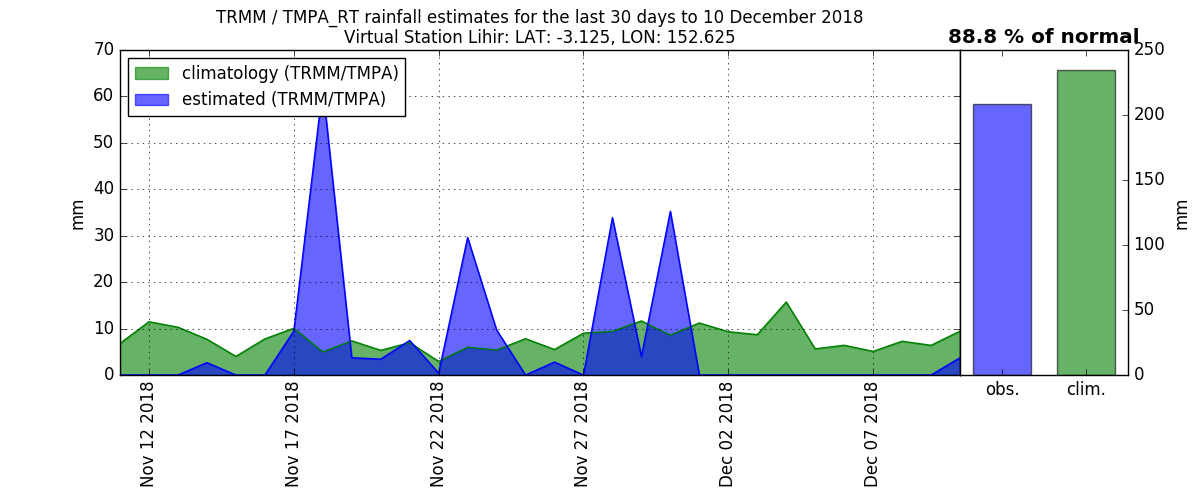 TRMM / TMPA_RT rainfall estimates for the last 30 days to 10 December 2018
Virtual Station Lihir: LAT: -3.125, LON: 152.625
88.8 % of normal
climatology (TRMM/TMPA)
estimated (TRMM/TMPA)
70
60
50
40
30
20
10
0
mm
Nov 12 2018
Nov 17 2018
Nov 22 2018
Nov 27 2018
Dec 02 2018
Dec 07 2018
250
200
150
100
50
0
mm
obs.
clim.